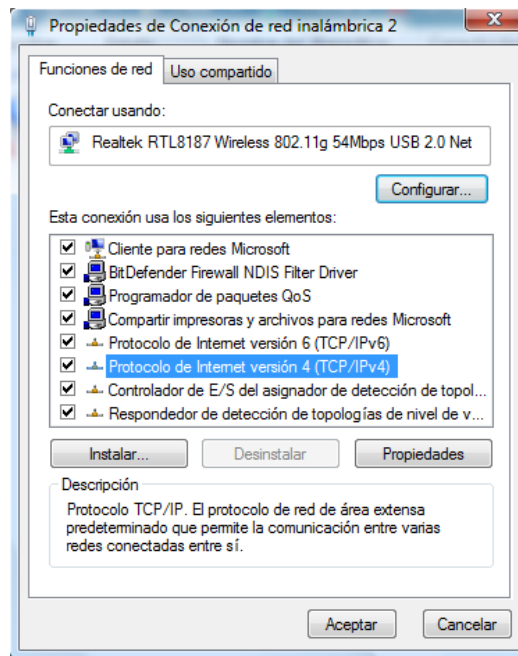 Propiedades de Conexión de red inalámbrica 2
Funciones de red
Uso compartido
Conectar usando:
Realtek RTL8187 Wireless 802.11g 54Mbps USB 2.0 Net
Configurar...
Esta conexión usa los siguientes elementos:
Cliente para redes Microsoft
BitDefender Firewall NDIS Filter Driver
Programador de paquetes QoS
Compartir impresoras y archivos para redes Microsoft
Protocolo de Internet versión 6 (TCP/IPv6)
Protocolo de Internet versión 4 (TCP/IPv4)
Controlador de E/S del asignador de detección de topol...
Respondedor de detección de topologías de nivel de v...
Instalar...
Desinstalar
Propiedades
Descripción
Protocolo TCP/IP. El protocolo de red de área extensa
predeterminado que permite la comunicación entre varias
redes conectadas entre sí.
Aceptar
Cancelar